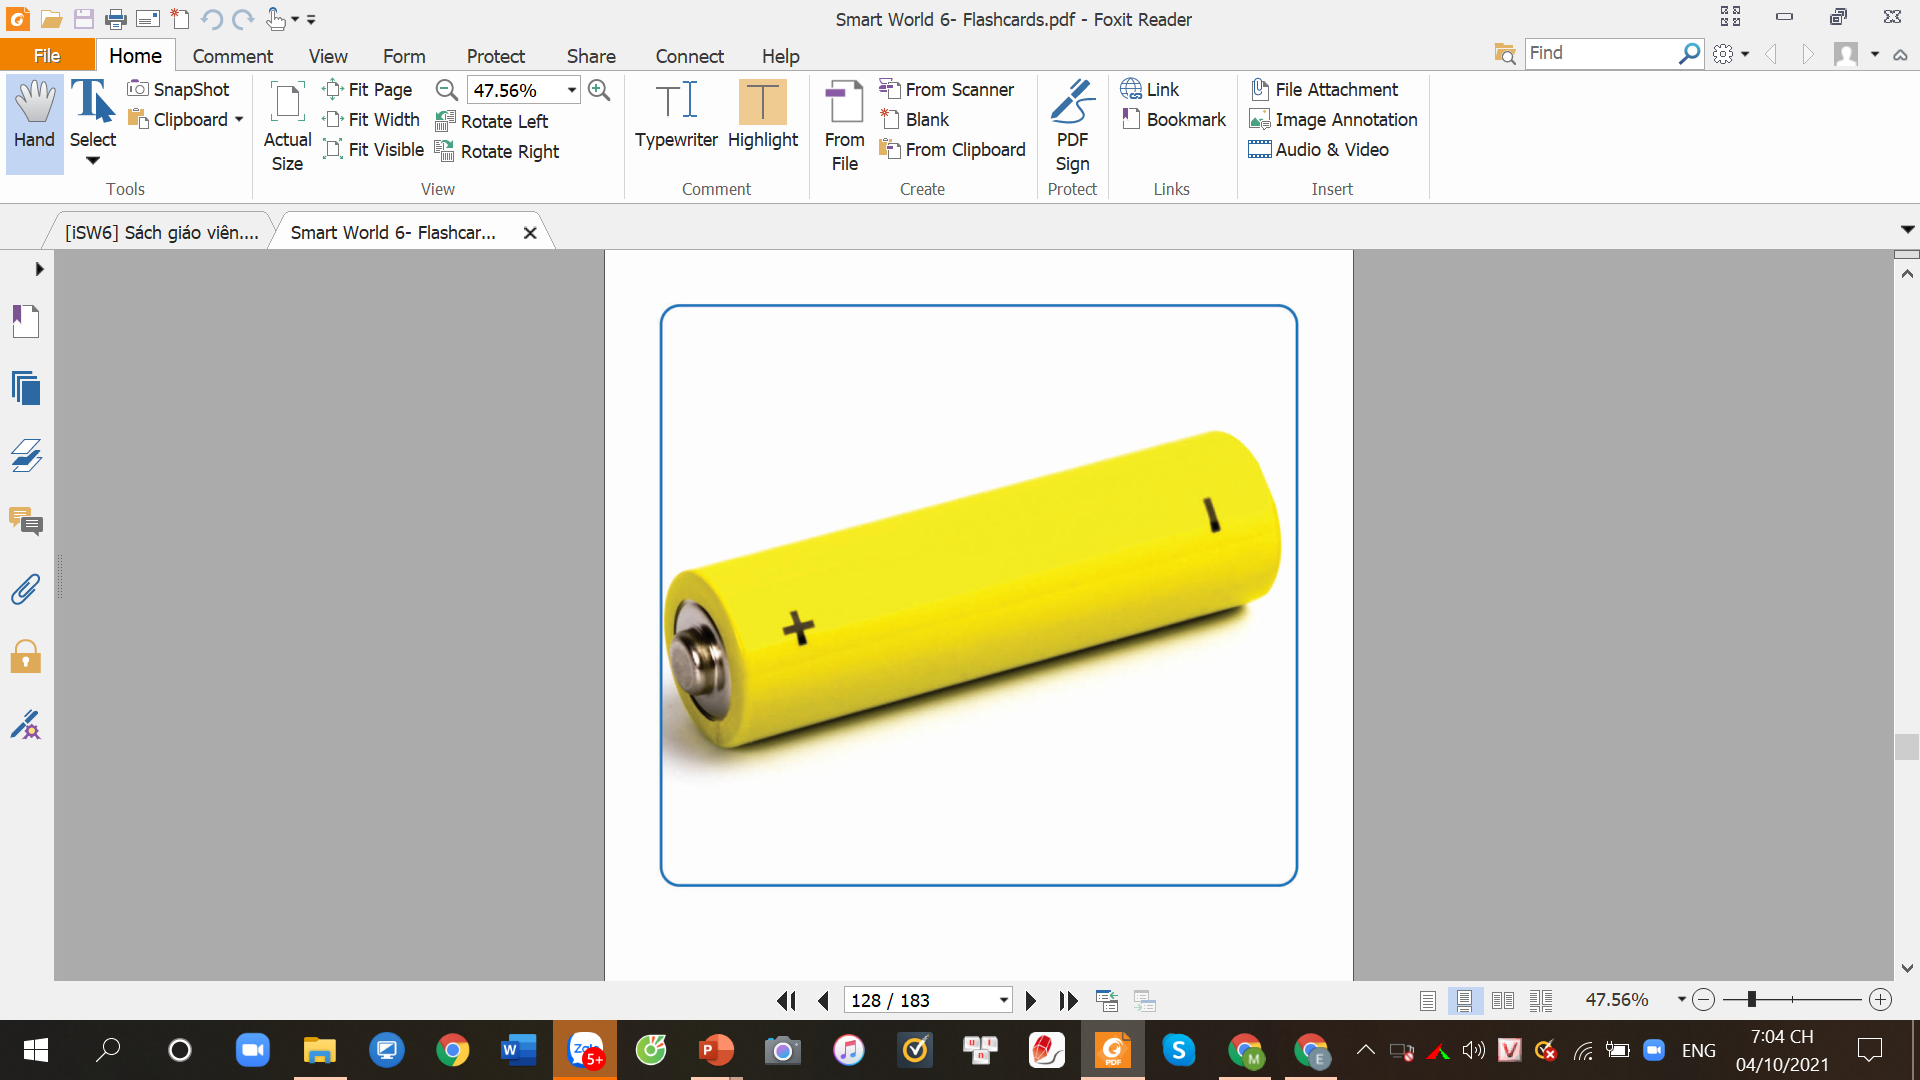 Smart World 6- Flashcards.pdf - Foxit Reader
File Home Comment View Form Protect Share Connect Help
Find
Hand
Select
SnapShot
Clipboard
Tools
Actual Size
Fit Page
Fit Width
Fit Visible
47.56%
Rotate Left
Rotate Right
View
Typewriter
Highlight
Comment
From File
From Scanner
Blank
From Clipboard
Create
PDF Sign
Protect
Link
Bookmark
Links
File Attachment
Image Annotation
Audio & Video
Insert
[iSW6] Sách giáo viên....
Smart World 6- Flashcar...
+ -
128 / 183
47.56%
Zalo
5+
ENG
7:04 CH
04/10/2021